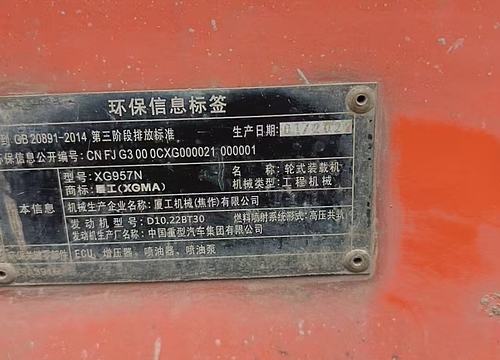 环保信息标签
到 GB 20891-2014 第三阶段排放标准 生产日期: 01/2022
环保信息公开编号: CN FJ G3 00 0CXG000021 000001
本信息
型号: XG957N 名 称: 轮式装载机
商标: 厦工(XGMA) 机械类型: 工程机械
机械生产企业名称: 厦工机械(焦作)有限公司
发 动 机 型 号: D10.22BT30 燃料喷射系统形式: 高压共轨
发动机生产厂名称: 中国重型汽车集团有限公司
ECU、增压器、喷油器、喷油泵